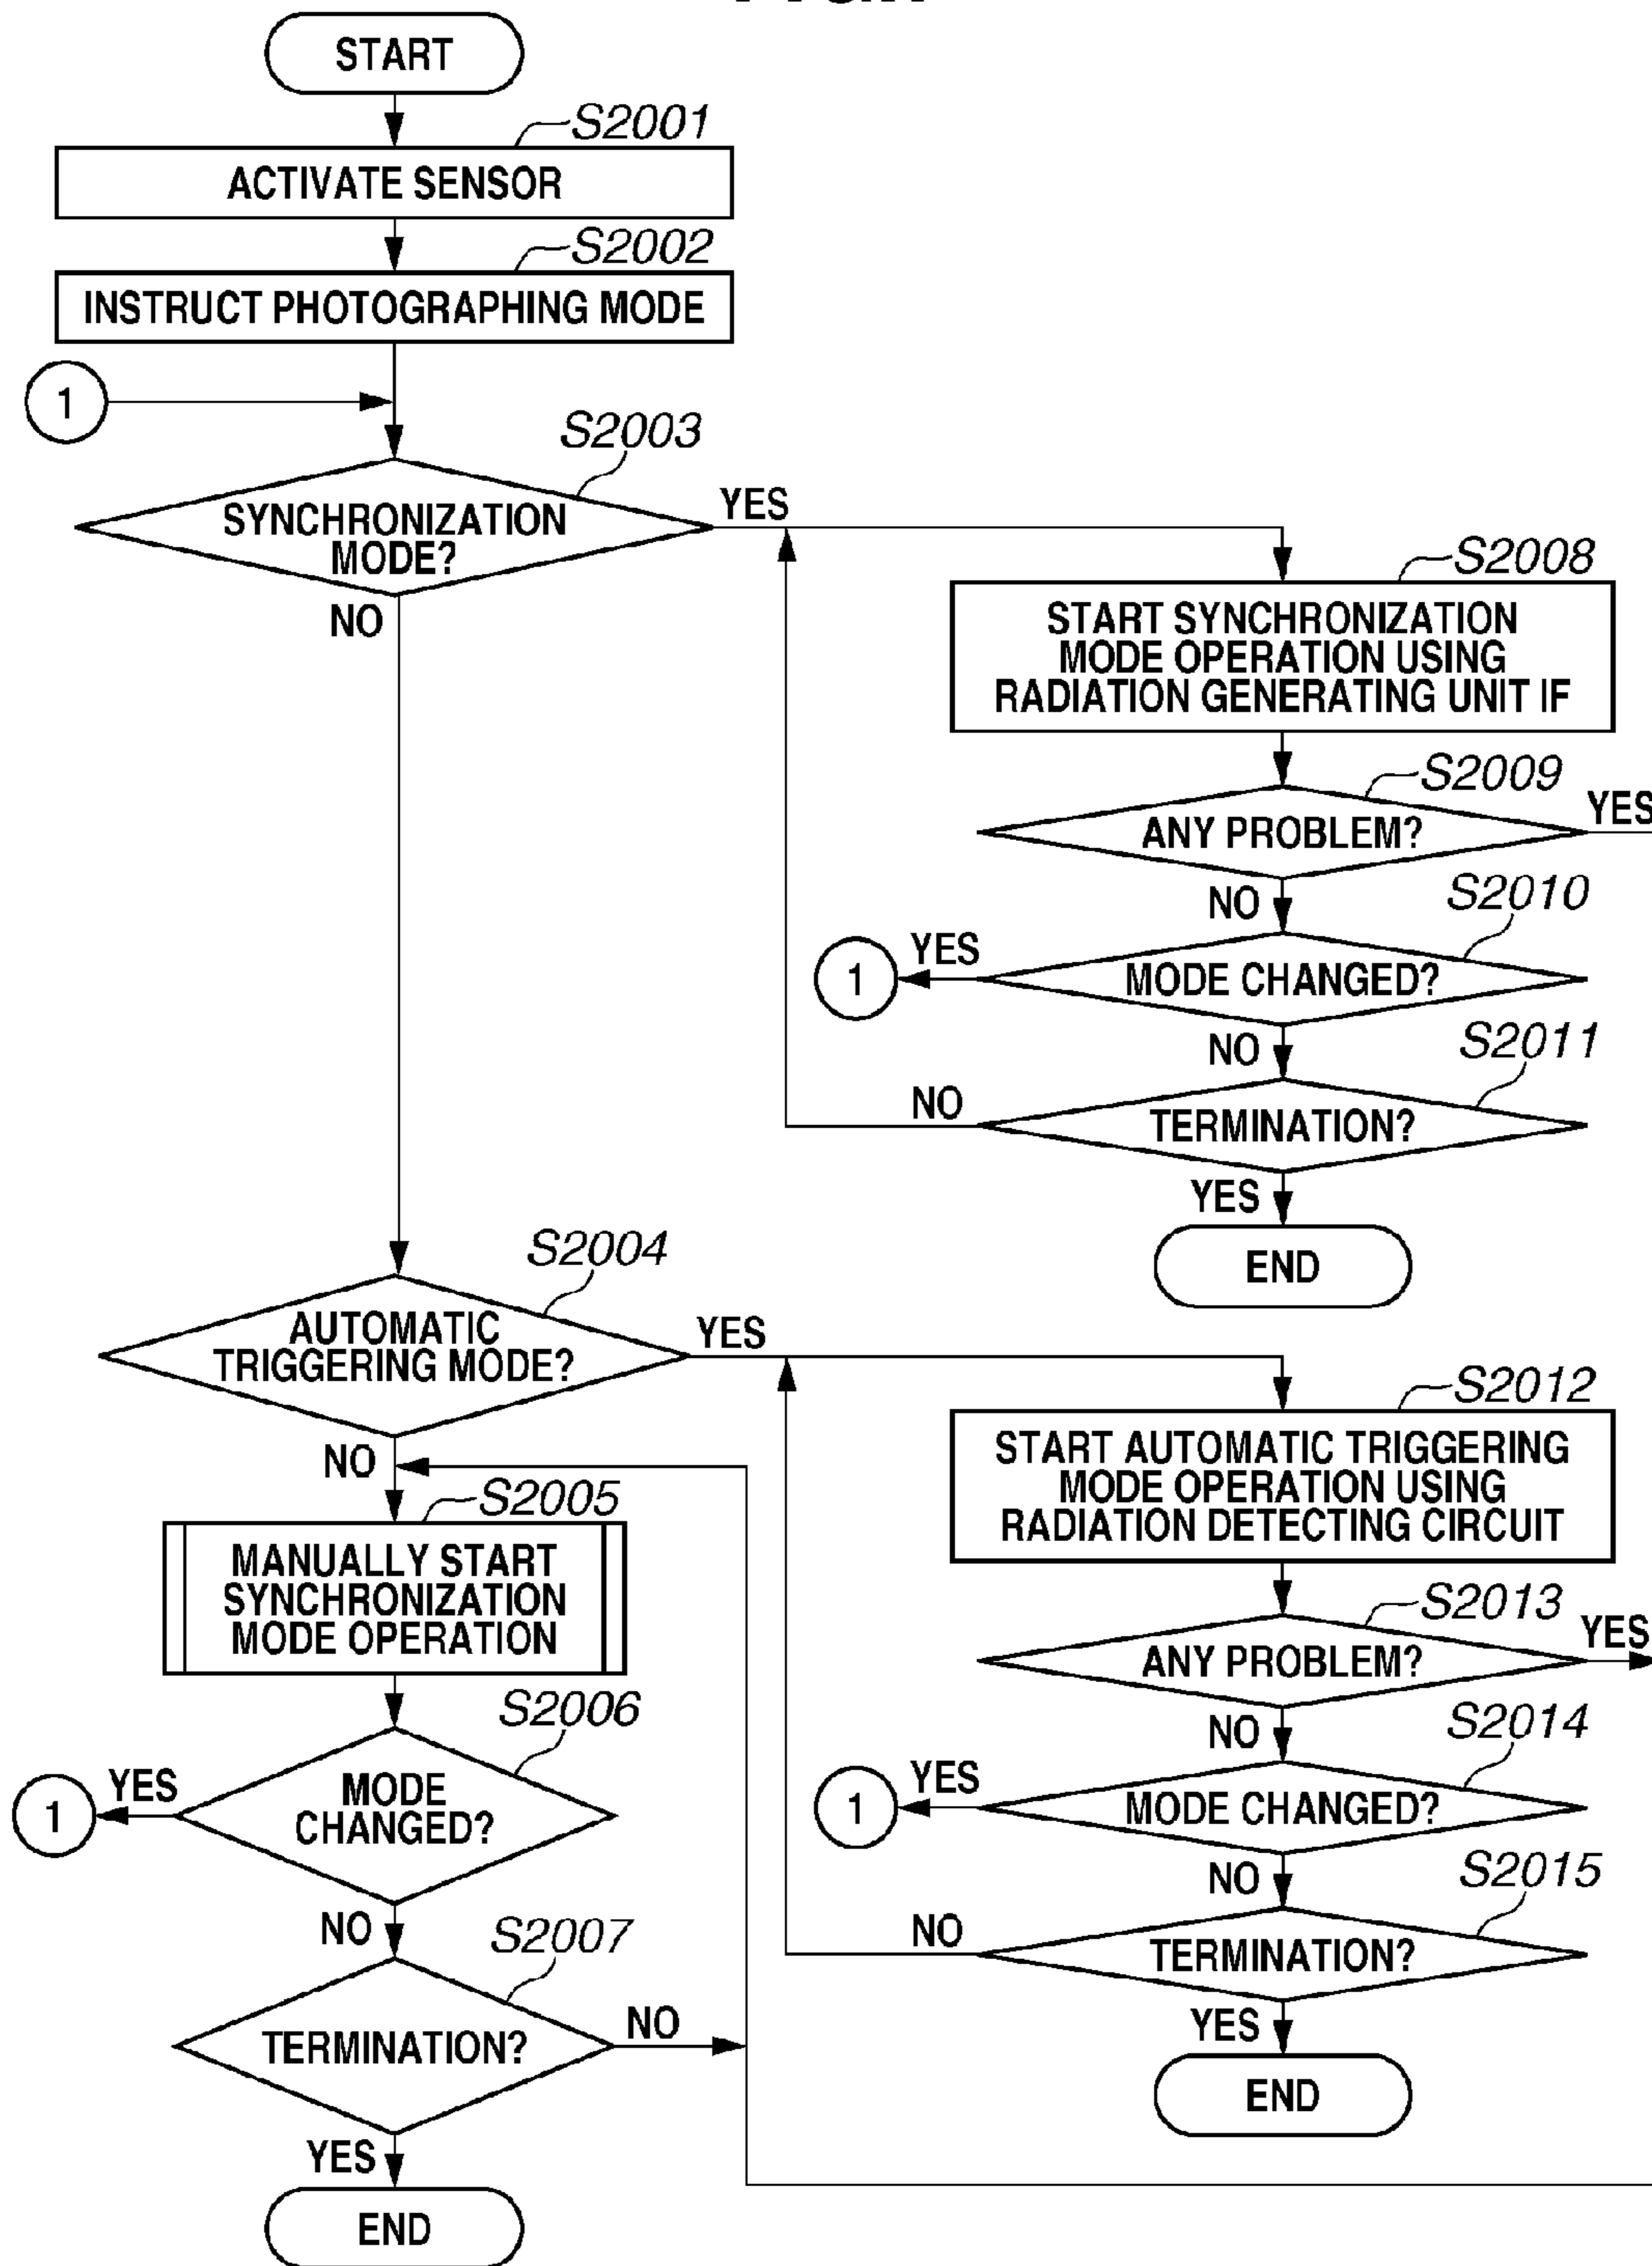 START
S2001
ACTIVATE SENSOR
S2002
INSTRUCT PHOTOGRAPHING MODE
1
S2003
SYNCHRONIZATION
MODE?
YES
NO
S2008
START SYNCHRONIZATION
MODE OPERATION USING
RADIATION GENERATING UNIT IF
S2009
ANY PROBLEM?
YES
NO
S2010
MODE CHANGED?
YES
1
NO
S2011
TERMINATION?
NO
YES
END
S2004
AUTOMATIC
TRIGGERING MODE?
YES
NO
S2012
START AUTOMATIC TRIGGERING
MODE OPERATION USING
RADIATION DETECTING CIRCUIT
S2005
MANUALLY START
SYNCHRONIZATION
MODE OPERATION
S2013
ANY PROBLEM?
YES
NO
S2006
MODE
CHANGED?
YES
1
NO
S2014
MODE CHANGED?
YES
1
NO
S2015
TERMINATION?
NO
YES
END
S2007
TERMINATION?
NO
YES
END